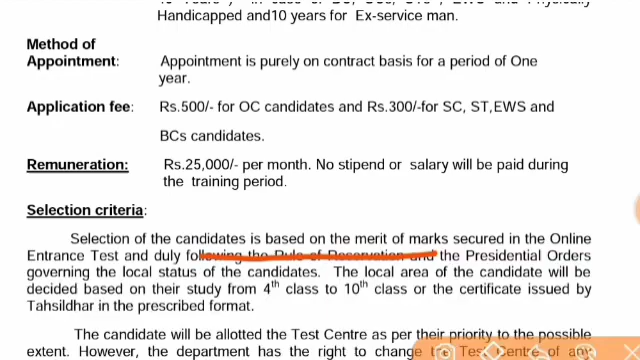 Handicapped and10 years for Ex-service man.
Method of
Appointment: Appointment is purely on contract basis for a period of One
year.
Application fee: Rs.500/- for OC candidates and Rs.300/-for SC, ST,EWS and
BCs candidates.
Remuneration: Rs.25,000/- per month. No stipend or salary will be paid during
the training period.
Selection criteria:
Selection of the candidates is based on the merit of marks secured in the Online
Entrance Test and duly following the Rule of Reservation and the Presidential Orders
governing the local status of the candidates. The local area of the candidate will be
decided based on their study from 4th class to 10th class or the certificate issued by
Tahsildhar in the prescribed format.
The candidate will be allotted the Test Centre as per their priority to the possible
extent. However, the department has the right to change the Test Centre of any